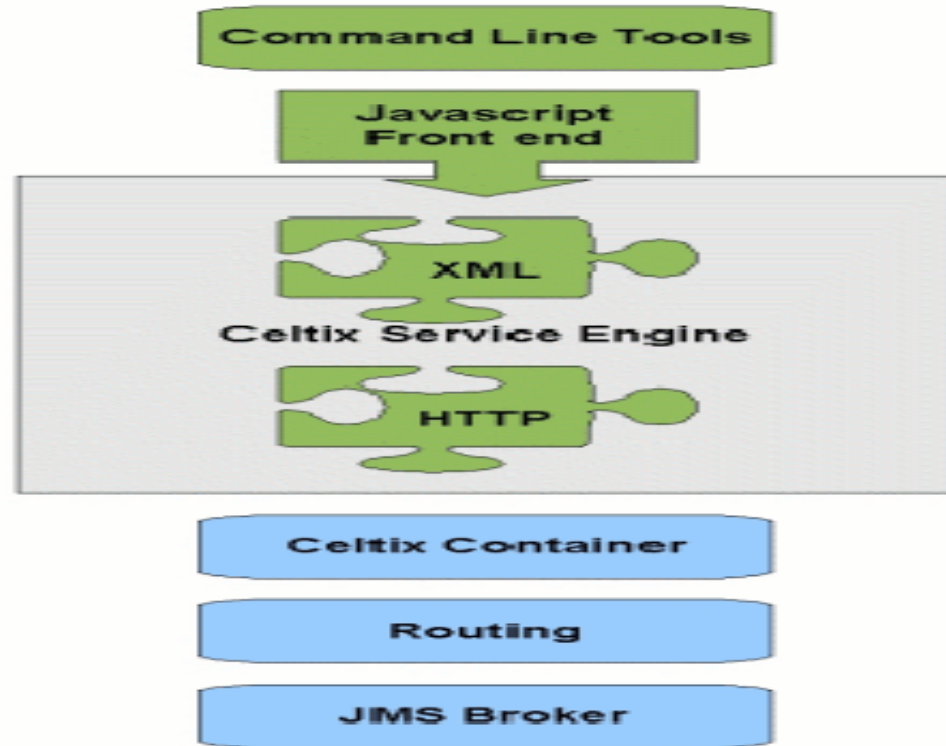 Command Line Tools
Javascript
Front end
XML
Celtix Service Engine
HTTP
Celtix Container
Routing
JMS Broker